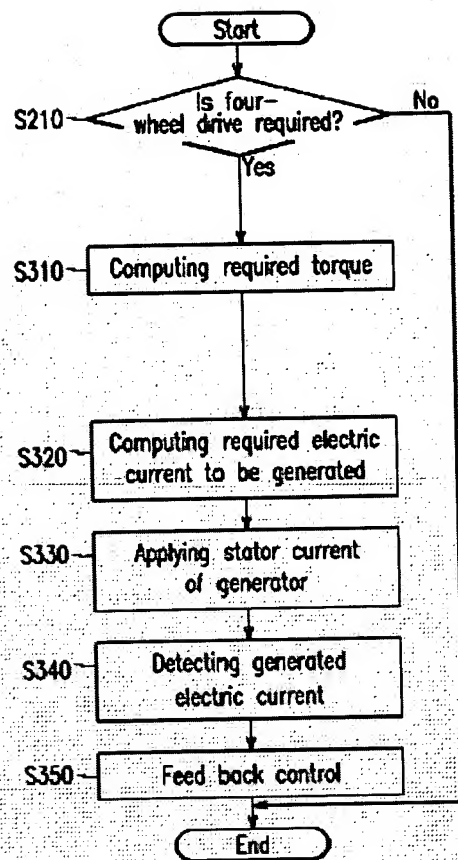 Start
S210
Is four-
wheel drive required?
No
Yes
S310
Computing required torque
S320
Computing required electric
current to be generated
S330
Applying stator current
of generator
S340
Detecting generated
electric current
S350
Feed back control
End